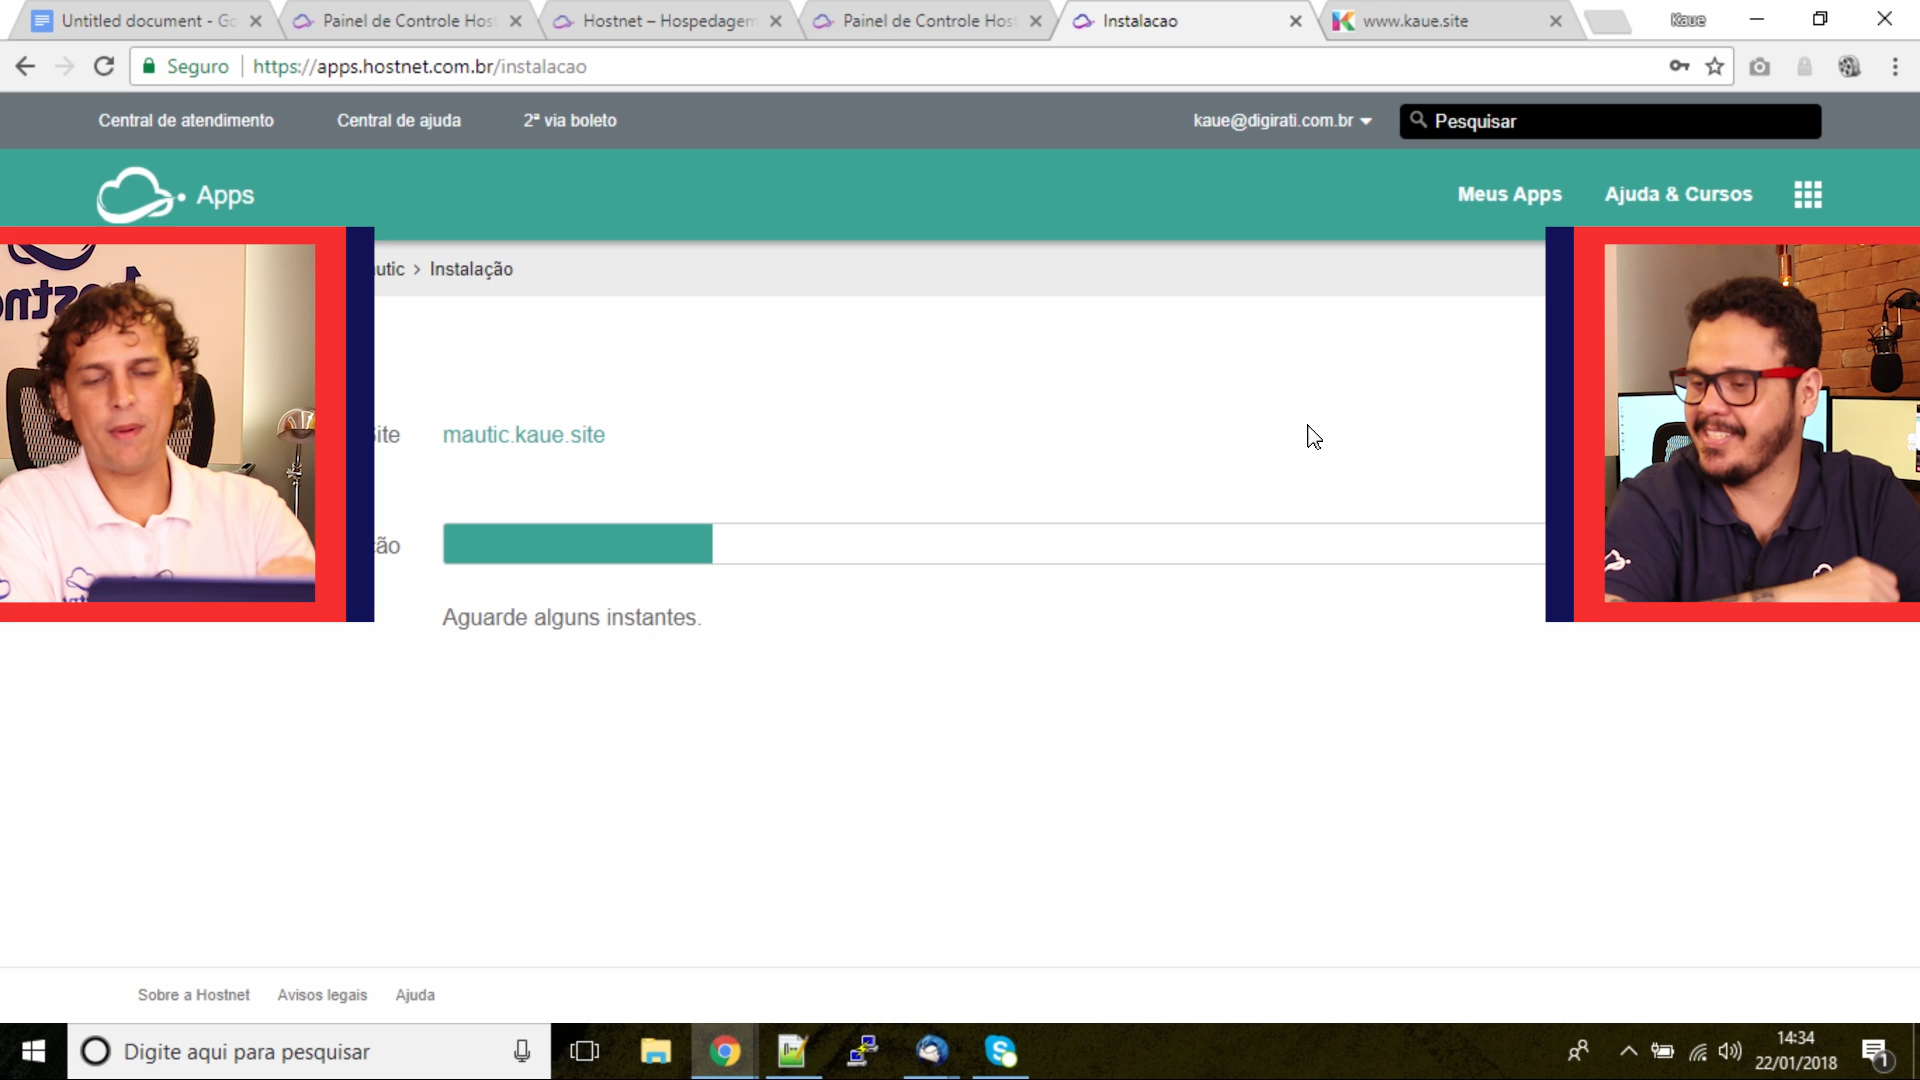 Untitled document - Go
Painel de Controle Host
Hostnet – Hospedagem
Painel de Controle Host
Instalacao
www.kaue.site
Kaue
Seguro
https://apps.hostnet.com.br/instalacao
Central de atendimento
Central de ajuda
2ª via boleto
kaue@digirati.com.br
Pesquisar
Apps
Meus Apps
Ajuda & Cursos
utic > Instalação
ite
mautic.kaue.site
ão
Aguarde alguns instantes.
Sobre a Hostnet
Avisos legais
Ajuda
Digite aqui para pesquisar
14:34
22/01/2018
1